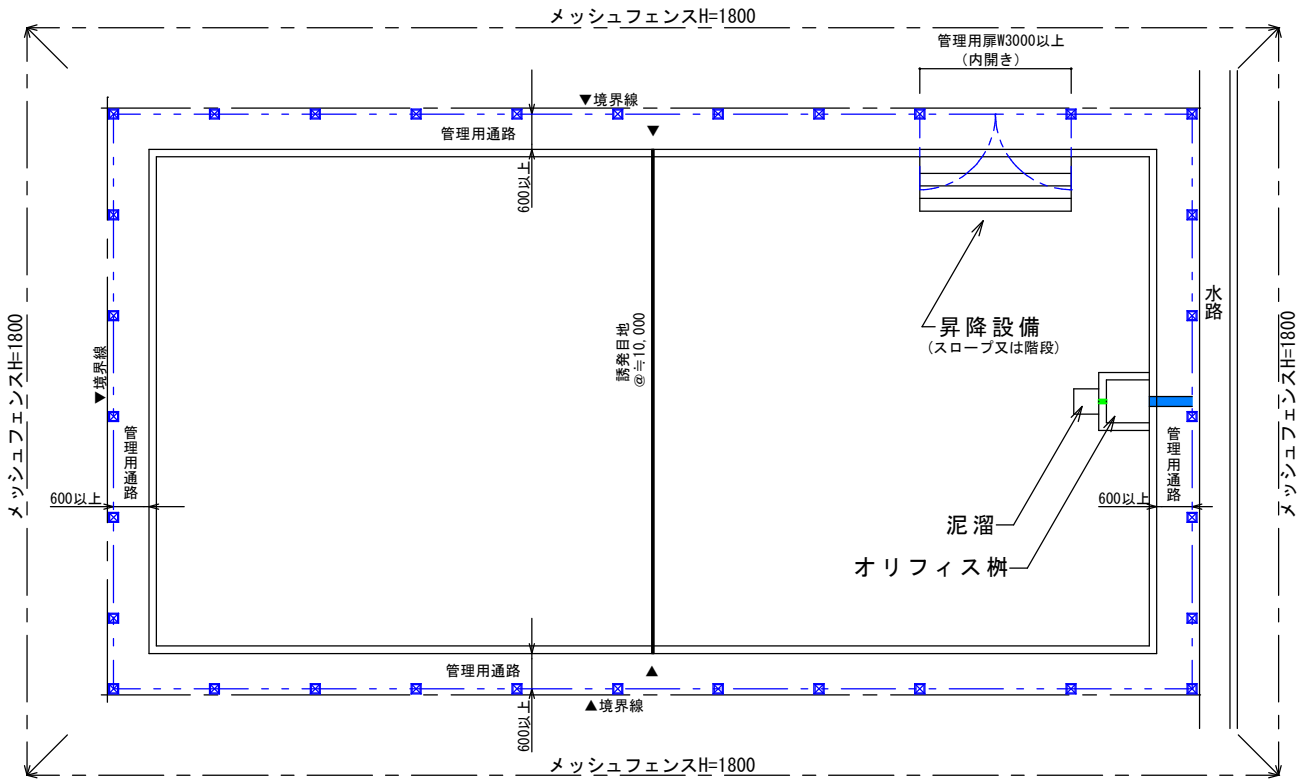 メッシュフェンスH=1800
管理用扉W3000以上
(内開き)
▼境界線
管理用通路
600以上
メッシュフェンスH=1800
▼境界線
誘発目地
@≒10,000
昇降設備
(スロープ又は階段)
水路
メッシュフェンスH=1800
管理用通路
600以上
管理用通路
600以上
泥溜
オリフィス桝
管理用通路
600以上
▲境界線
メッシュフェンスH=1800